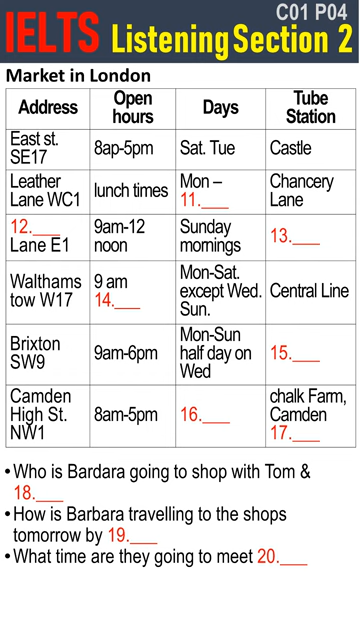 C01 P04
IELTS Listening Section 2
Market in London
Address | Open hours | Days | Tube Station
East st. SE17 | 8ap-5pm | Sat. Tue | Castle
Leather Lane WC1 | lunch times | Mon – 11.___ | Chancery Lane
12.___ Lane E1 | 9am-12 noon | Sunday mornings | 13.___
Walthams tow W17 | 9 am 14.___ | Mon-Sat. except Wed. Sun. | Central Line
Brixton SW9 | 9am-6pm | Mon-Sun half day on Wed | 15.___
Camden High St. NW1 | 8am-5pm | 16.___ | chalk Farm, Camden 17.___
•Who is Bardara going to shop with Tom &
18.___
•How is Barbara travelling to the shops
tomorrow by 19.___
•What time are they going to meet 20.___